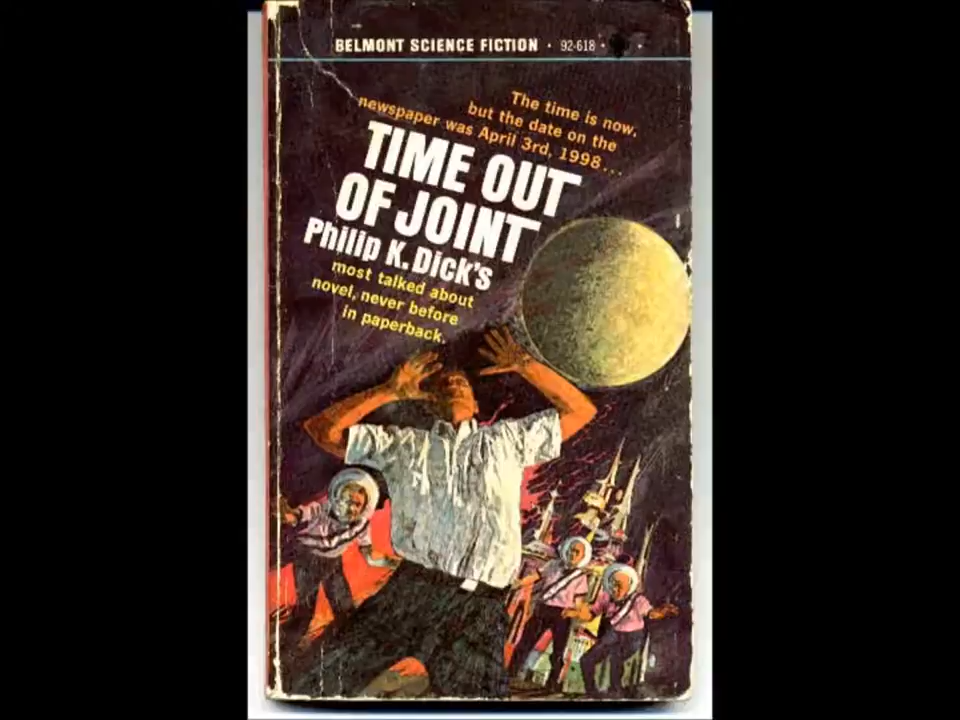 BELMONT SCIENCE FICTION • 92-618 •
The time is now,
but the date on the
newspaper was April 3rd, 1998...
TIME OUT
OF JOINT
Philip K. Dick's
most talked about
novel, never before
in paperback.